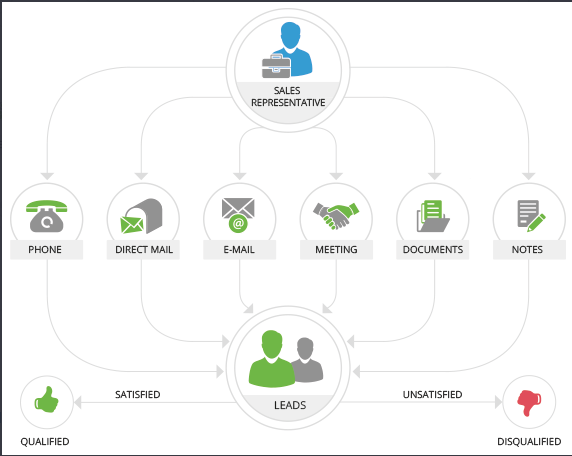 SALES
REPRESENTATIVE
PHONE
DIRECT MAIL
@
E-MAIL
MEETING
DOCUMENTS
NOTES
LEADS
SATISFIED
UNSATISFIED
QUALIFIED
DISQUALIFIED